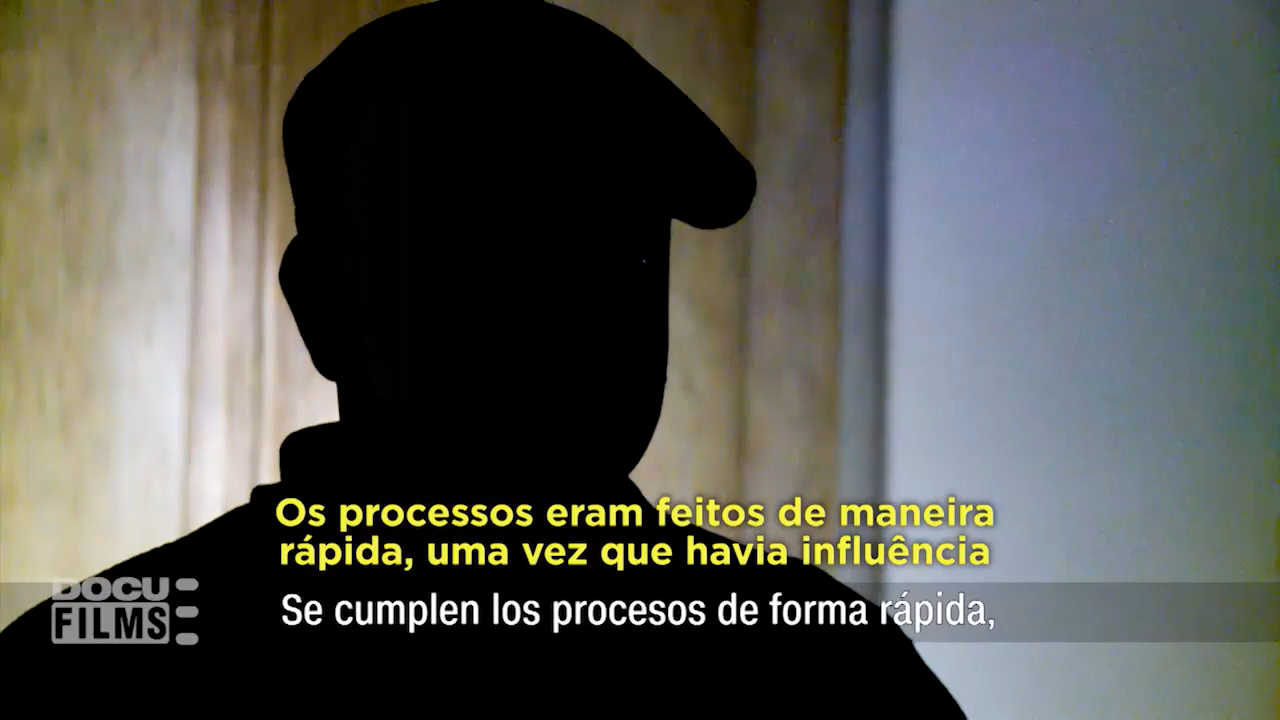 Os processos eram feitos de maneira
rápida, uma vez que havia influência
Se cumplen los procesos de forma rápida,
DOCU
FILMS